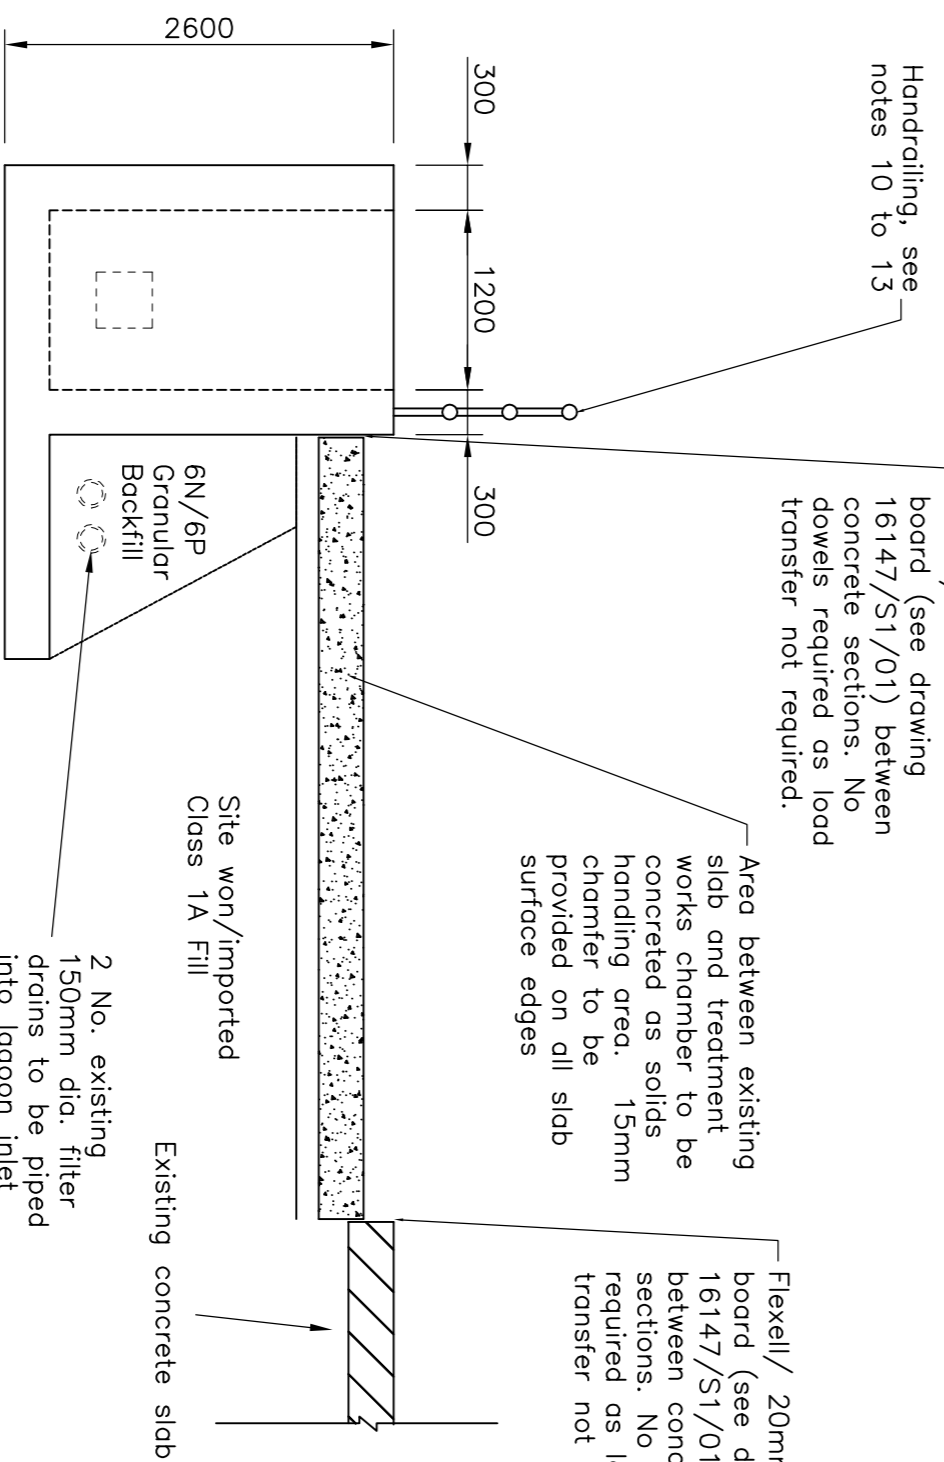 Handrailing, see
notes 10 to 13
board (see drawing
16147/S1/01) between
concrete sections. No
dowels required as load
transfer not required.
Flexell/ 20mm
board (see
16147/S1/01
between
sections. No
required as
transfer not
Area between existing
slab and treatment
works chamber to be
concreted as solids
handling area. 15mm
chamfer to be
provided on all slab
surface edges
300
1200
300
2600
6N/6P
Granular
Backfill
Site won/imported
Class 1A Fill
Existing concrete slab
2 No. existing
150mm dia. filter
drains to be piped
into lagoon inlet